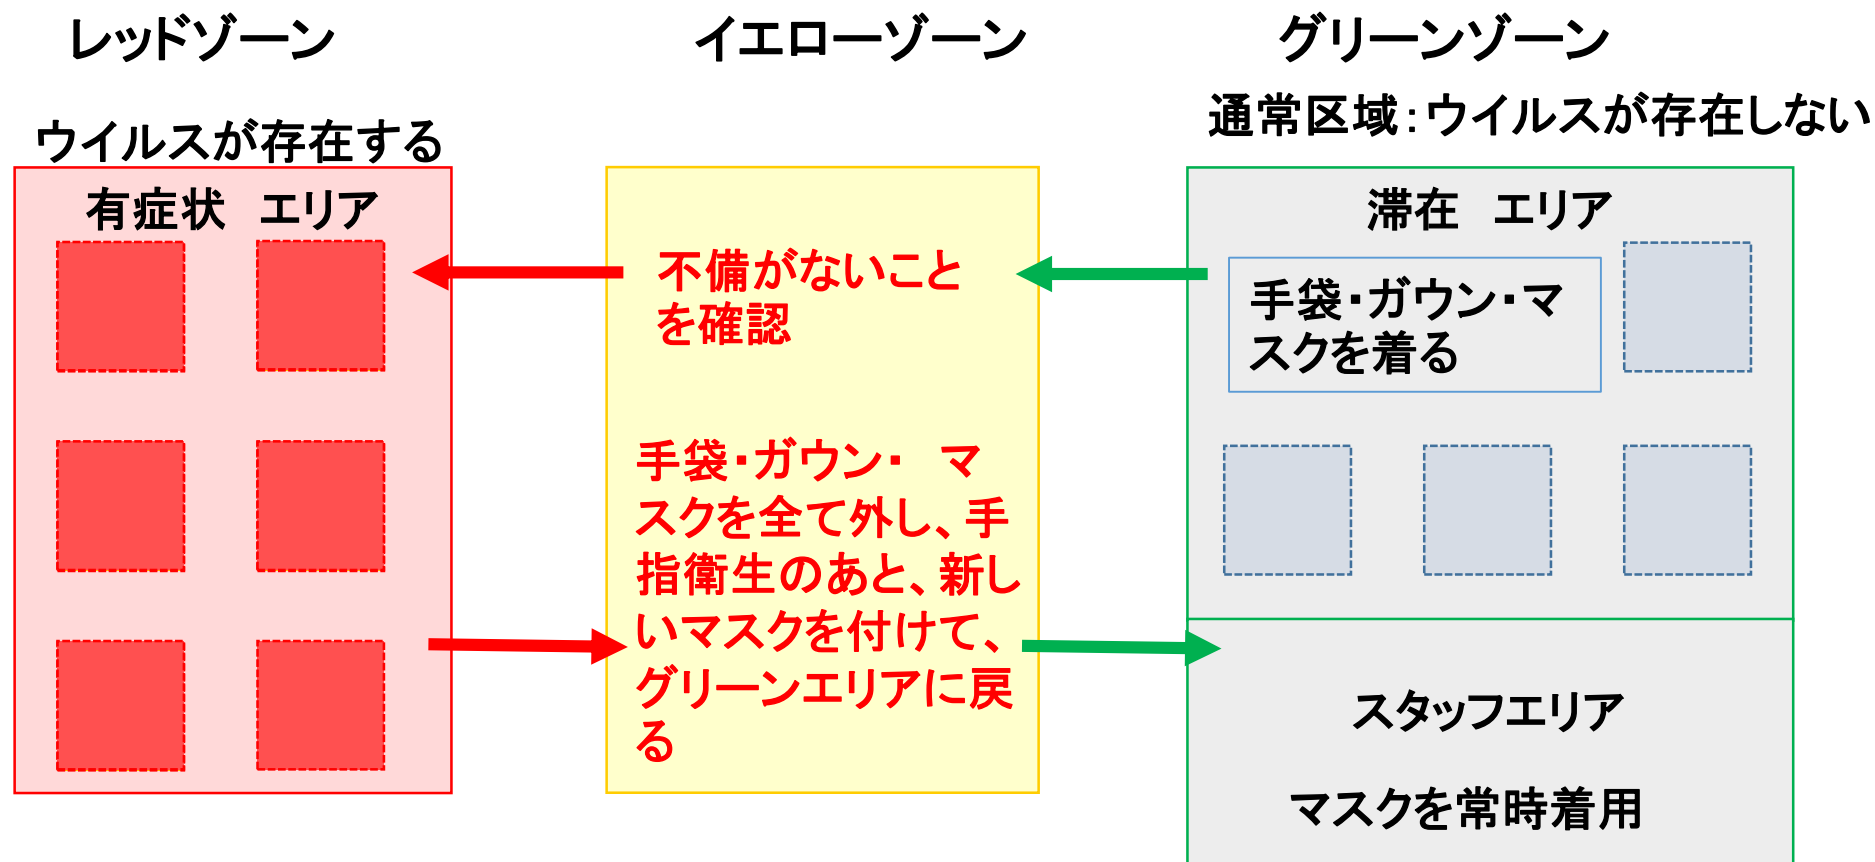 レッドゾーン
ウイルスが存在する
有症状 エリア
イエローゾーン
不備がないこと
を確認
手袋・ガウン・ マ
スクを全て外し、手
指衛生のあと、新し
いマスクを付けて、
グリーンエリアに戻
る
グリーンゾーン
通常区域：ウイルスが存在しない
滞在 エリア
手袋・ガウン・マ
スクを着る
スタッフエリア
マスクを常時着用